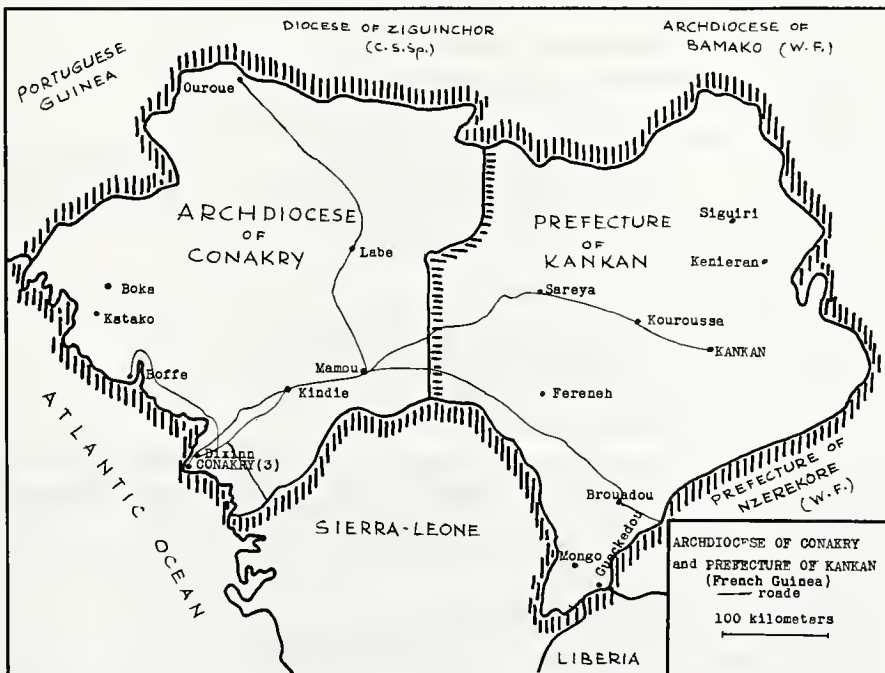 DIOCESE OF ZIGUINCHOR
(C.S.Sp.)
ARCHDIOCESE OF
BAMAKO (W.F.)
PORTUGUESE
GUINEA
Ouroue
ARCHDIOCESE
OF
CONAKRY
PREFECTURE
OF
KANKAN
Siguiri
Kenieran
Labe
Boka
Katako
Sareya
Kouroussa
KANKAN
Boffe
Mamou
Kindie
Fereneh
Dixinn
CONAKRY(3)
ATLANTIC OCEAN
SIERRA-LEONE
Brouadou
Gueckedou
Mongo
PREFECTURE OF
NZEREKORE
(W.F.)
LIBERIA
ARCHDIOCESE OF CONAKRY
and PREFECTURE OF KANKAN
(French Guinea)
roads
100 kilometers